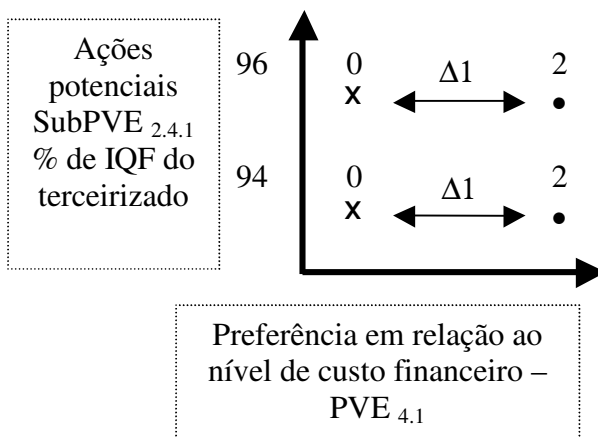 Ações
potenciais
SubPVE 2.4.1
% de IQF do
terceirizado
96 0 Δ1 2
x •
94 0 Δ1 2
x •
Preferência em relação ao
nível de custo financeiro –
PVE 4.1